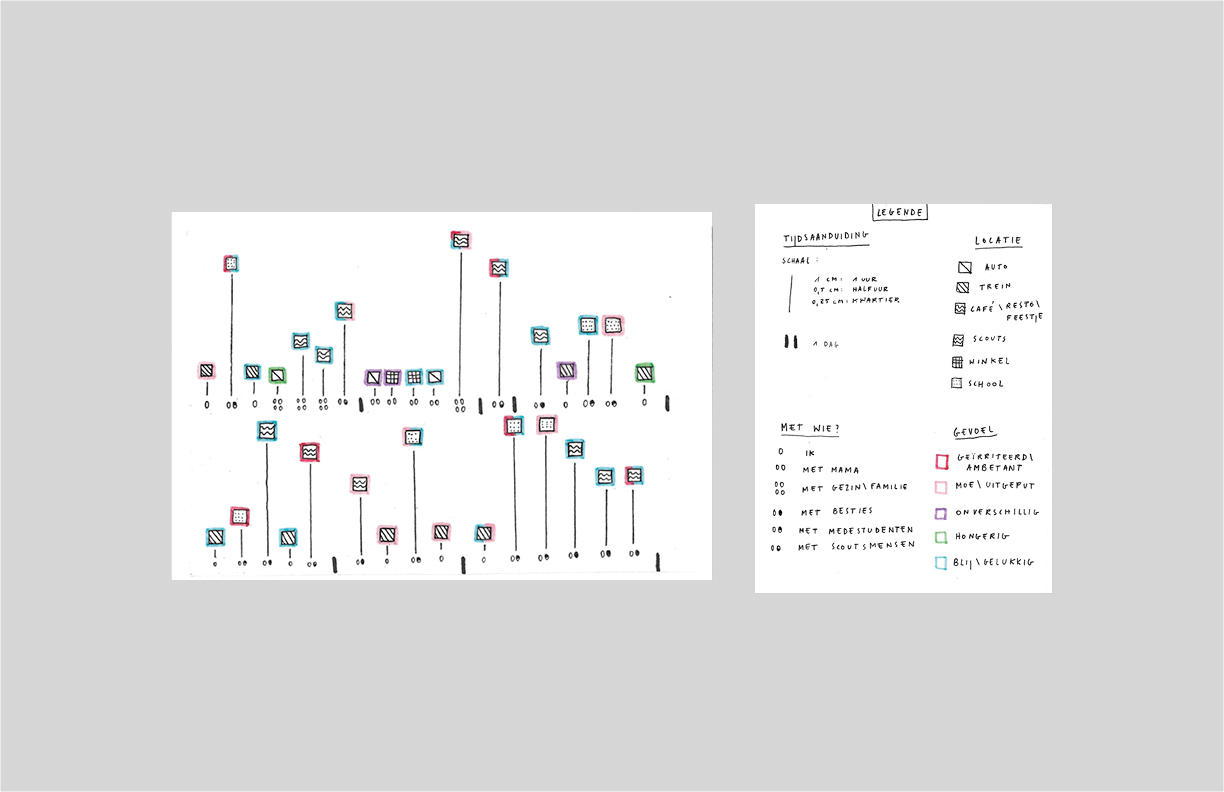 LEGENDE
TIJDSAANDUIDING
SCHAAL :
1 CM : 1 UUR
0,5 CM : HALFUUR
0,25 CM : KWARTIER
1 DAG
LOCATIE
AUTO
TREIN
CAFÉ \ RESTO \
FEESTJE
SCOUTS
WINKEL
SCHOOL
MET WIE?
IK
MET MAMA
MET GEZIN \ FAMILIE
MET BESTIES
MET MEDESTUDENTEN
MET SCOUTSMENSEN
GEVOEL
GEÏRRITEERD \
AMBETANT
MOE \ UITGEPUT
ONVERSCHILLIG
HONGERIG
BLIJ \ GELUKKIG